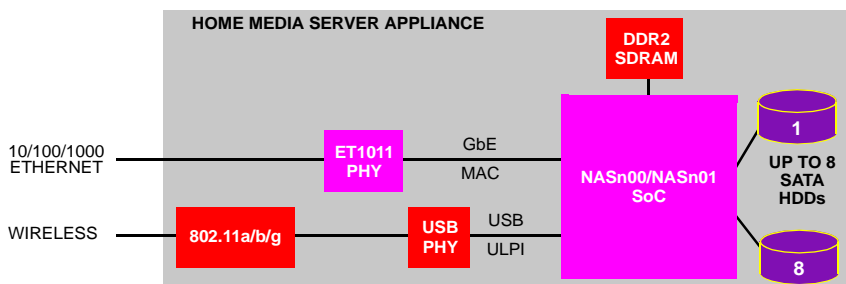 HOME MEDIA SERVER APPLIANCE
DDR2
SDRAM
10/100/1000
ETHERNET
ET1011
PHY
GbE
MAC
NASn00/NASn01
SoC
1
UP TO 8
SATA
HDDs
WIRELESS
802.11a/b/g
USB
PHY
USB
ULPI
8